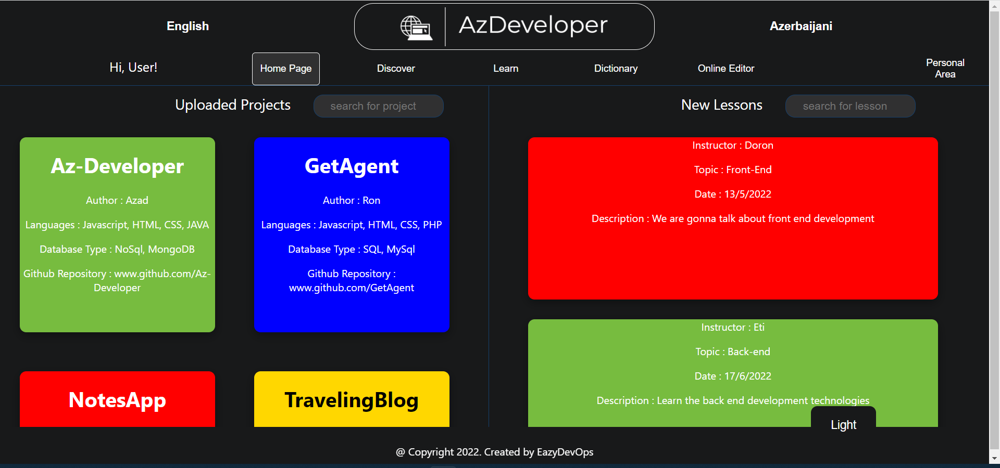 English
AzDeveloper
Azerbaijani
Hi, User!
Home Page
Discover
Learn
Dictionary
Online Editor
Personal
Area
Uploaded Projects
search for project
New Lessons
search for lesson
Az-Developer
Author : Azad
Languages : Javascript, HTML, CSS, JAVA
Database Type : NoSql, MongoDB
Github Repository : www.github.com/Az-
Developer
GetAgent
Author : Ron
Languages : Javascript, HTML, CSS, PHP
Database Type : SQL, MySql
Github Repository :
www.github.com/GetAgent
NotesApp
TravelingBlog
Instructor : Doron
Topic : Front-End
Date : 13/5/2022
Description : We are gonna talk about front end development
Instructor : Eti
Topic : Back-end
Date : 17/6/2022
Description : Learn the back end development technologies
Light
@ Copyright 2022. Created by EazyDevOps